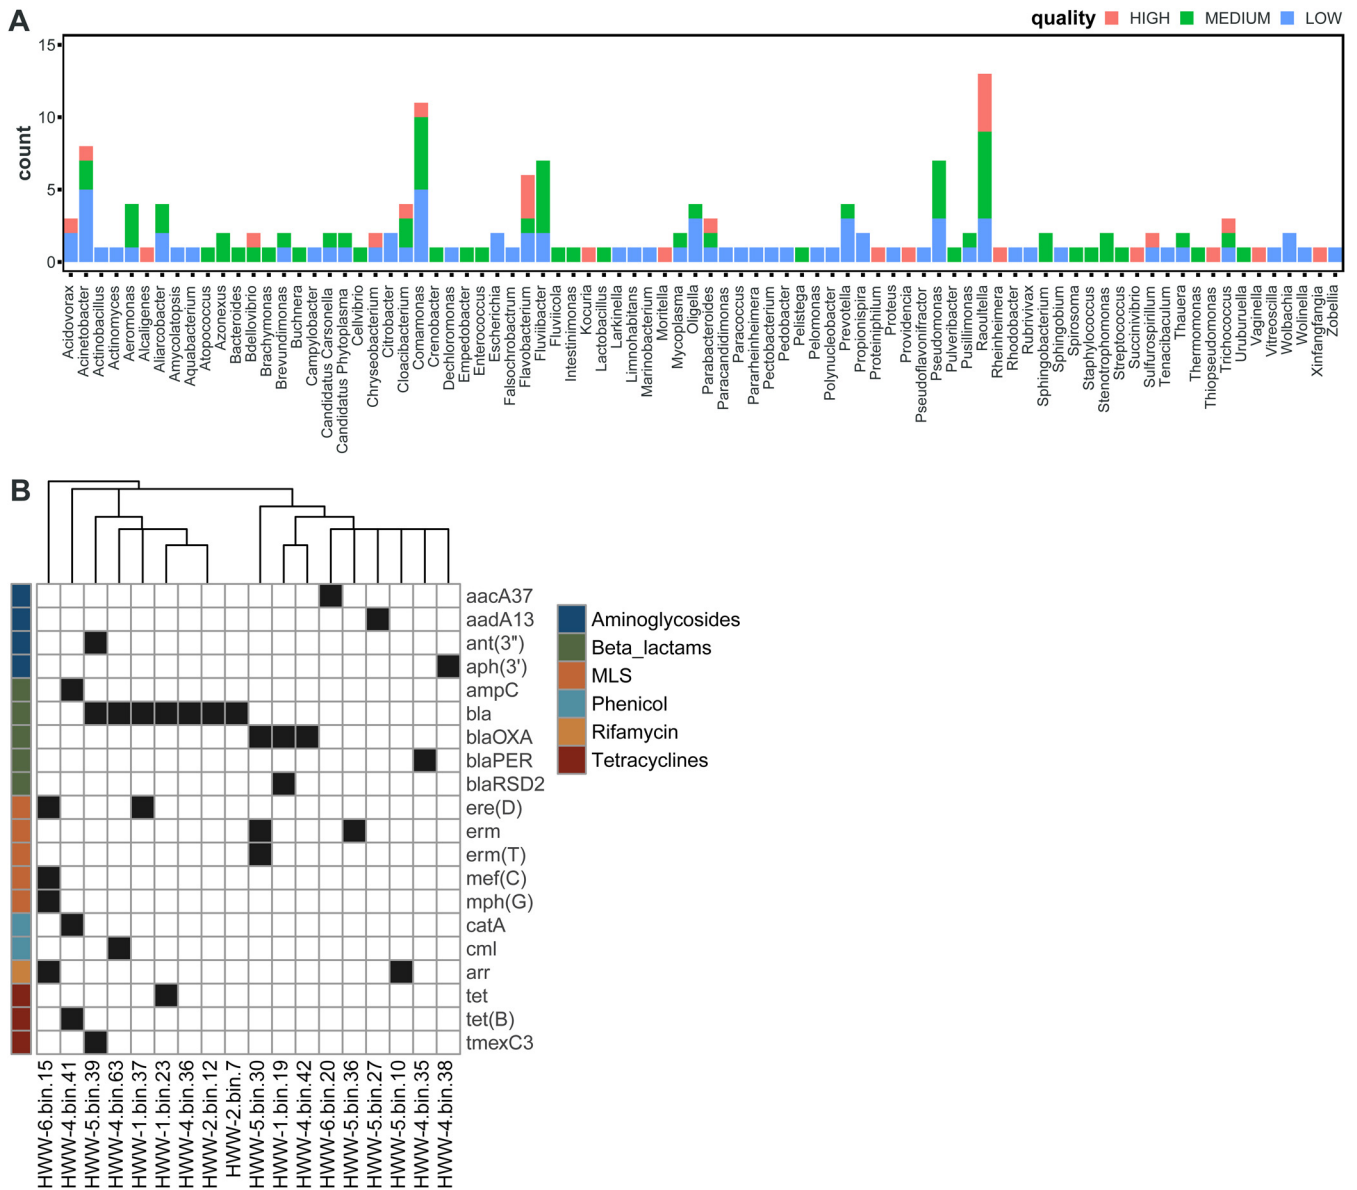 A
quality HIGH MEDIUM LOW
15
10
5
0
count
Acidovorax
Acinetobacter
Actinobacillus
Actinomyces
Aeromonas
Alcaligenes
Aliarcobacter
Amycolatopsis
Aquabacterium
Atopococcus
Azonexus
Bacteroides
Bdellovibrio
Brachymonas
Brevundimonas
Buchnera
Campylobacter
Candidatus Carsonella
Candidatus Phytoplasma
Cellvibrio
Chryseobacterium
Citrobacter
Cloacibacterium
Comamonas
Crenobacter
Dechloromonas
Empedobacter
Enterococcus
Escherichia
Falsochrobactrum
Flavobacterium
Fluviibacter
Fluviicola
Intestinimonas
Kocuria
Lactobacillus
Larkinella
Limnohabitans
Marinobacterium
Moritella
Mycoplasma
Oligella
Parabacteroides
Paracandidimonas
Paracoccus
Pararheinheimera
Pectobacterium
Pedobacter
Pelistega
Pelomonas
Polynucleobacter
Prevotella
Propionispira
Proteiniphilum
Proteus
Providencia
Pseudoflavonifractor
Pseudomonas
Pulveribacter
Pusillimonas
Raoultella
Rheinheimera
Rhodobacter
Rubrivivax
Sphingobacterium
Sphingobium
Spirosoma
Staphylococcus
Stenotrophomonas
Streptococcus
Succinivibrio
Sulfurospirillum
Tenacibaculum
Thauera
Thermomonas
Thiopseudomonas
Trichococcus
Uruburuella
Vaginella
Vitreoscilla
Wolbachia
Wolinella
Xinfangfangia
Zobellia
B
aacA37
aadA13
ant(3")
aph(3')
ampC
bla
blaOXA
blaPER
blaRSD2
ere(D)
erm
erm(T)
mef(C)
mph(G)
catA
cml
arr
tet
tet(B)
tmexC3
Aminoglycosides
Beta_lactams
MLS
Phenicol
Rifamycin
Tetracyclines
HWW-6.bin.15
HWW-4.bin.41
HWW-5.bin.39
HWW-4.bin.63
HWW-1.bin.37
HWW-1.bin.23
HWW-4.bin.36
HWW-2.bin.12
HWW-2.bin.7
HWW-5.bin.30
HWW-1.bin.19
HWW-4.bin.42
HWW-6.bin.20
HWW-5.bin.36
HWW-5.bin.27
HWW-5.bin.10
HWW-4.bin.35
HWW-4.bin.38